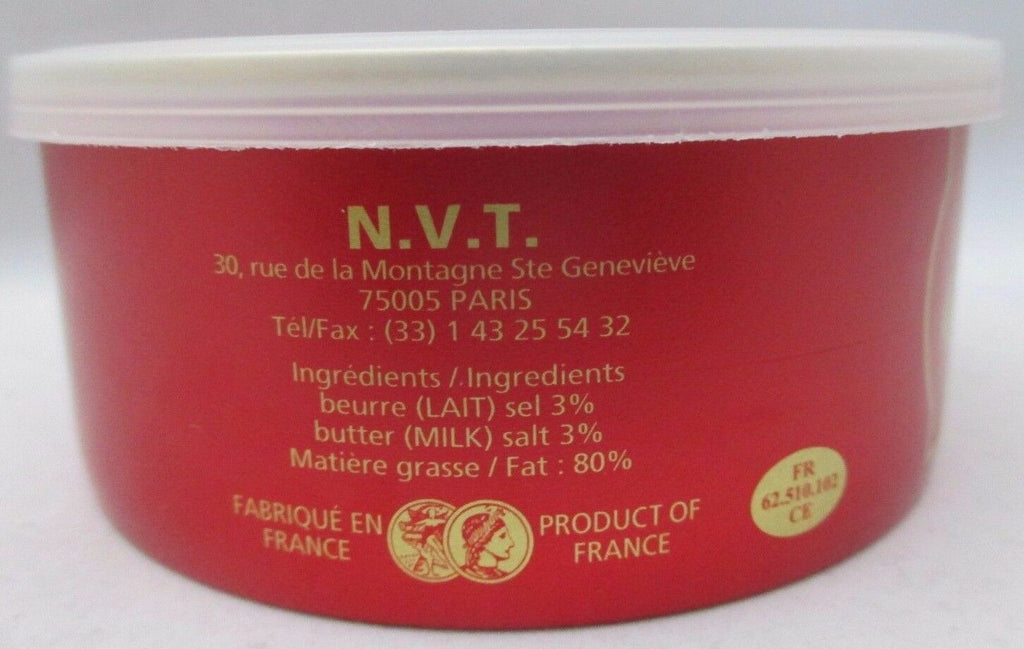 N.V.T.
30, rue de la Montagne Ste Geneviève
75005 PARIS
Tél/Fax : (33) 1 43 25 54 32
Ingrédients / Ingredients
beurre (LAIT) sel 3%
butter (MILK) salt 3%
Matière grasse / Fat : 80%
FABRIQUÉ EN
FRANCE
PRODUCT OF
FRANCE
FR
62.510.102
CE